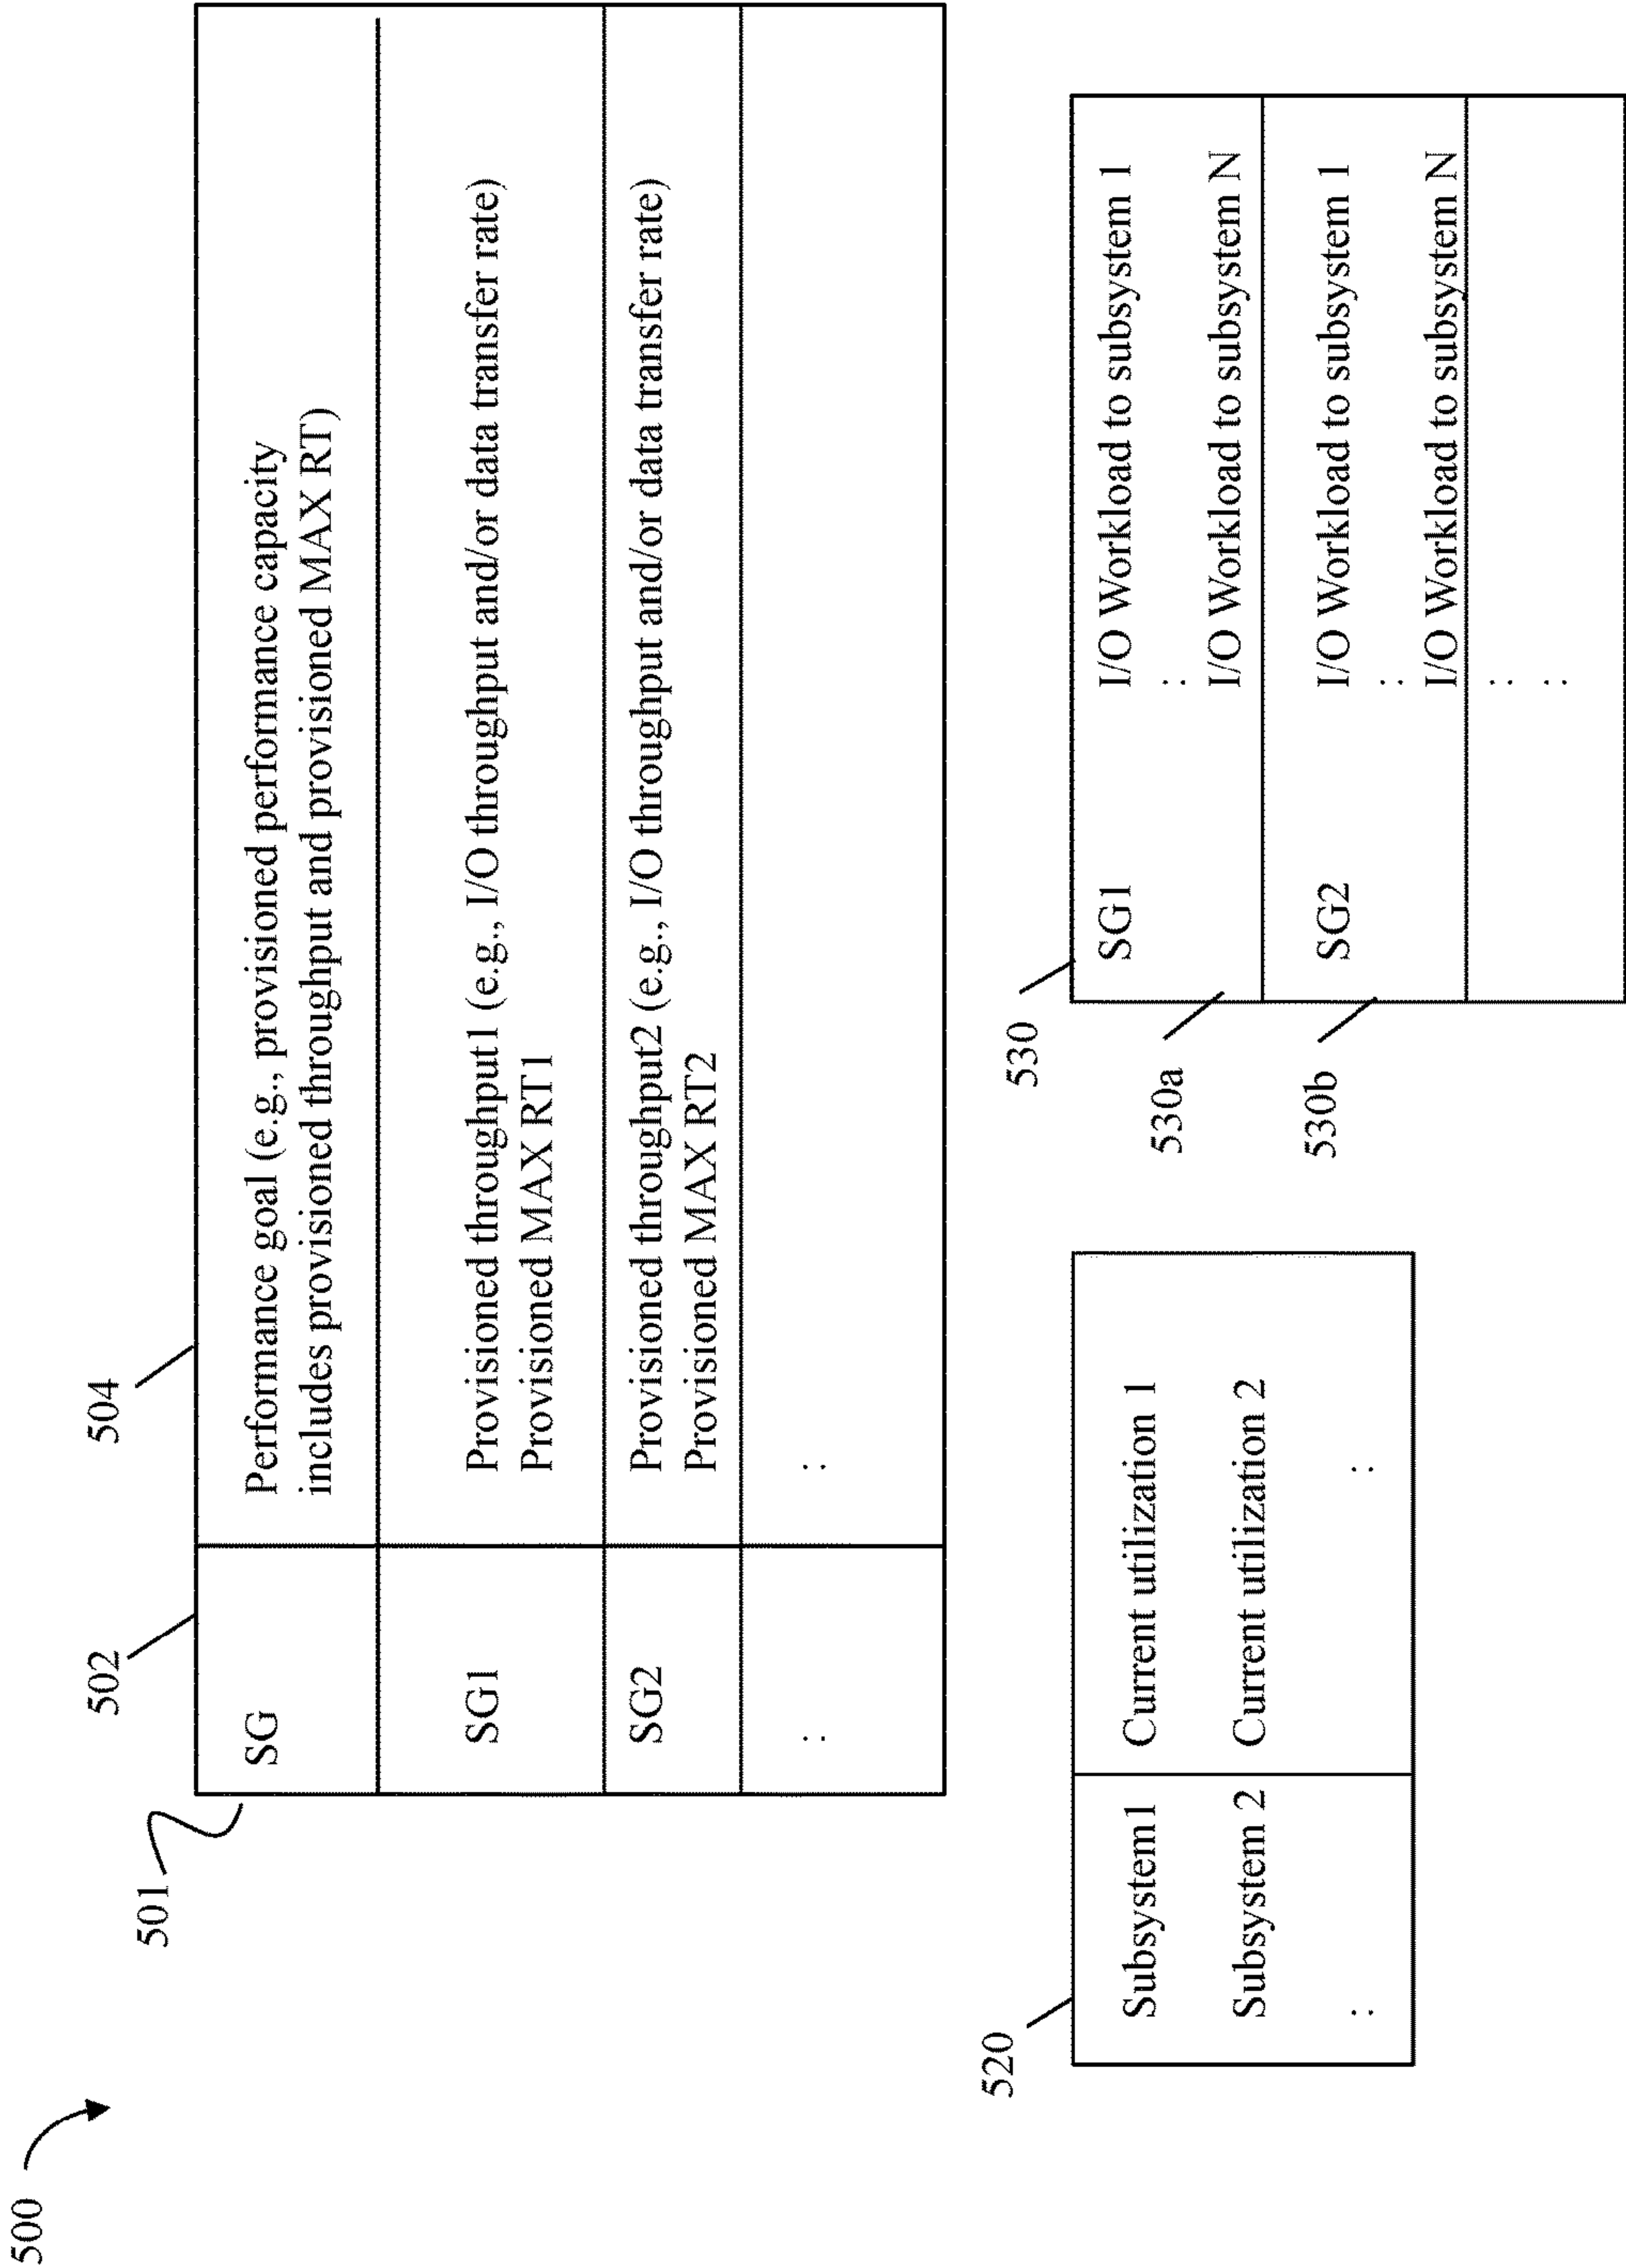 500
501
502
504
SG
Performance goal (e.g., provisioned performance capacity
includes provisioned throughput and provisioned MAX RT)
SG1
Provisioned throughput1 (e.g., I/O throughput and/or data transfer rate)
Provisioned MAX RT1
SG2
Provisioned throughput2 (e.g., I/O throughput and/or data transfer rate)
Provisioned MAX RT2
:
:
520
Subsystem1
Current utilization 1
Subsystem 2
Current utilization 2
:
:
530
530a
530b
SG1
I/O Workload to subsystem 1
:
I/O Workload to subsystem N
SG2
I/O Workload to subsystem 1
:
I/O Workload to subsystem N
:
: